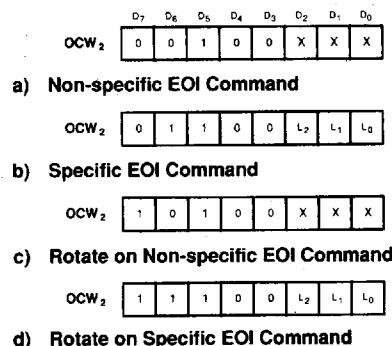 D7 D6 D5 D4 D3 D2 D1 D0
OCW2 0 0 1 0 0 X X X
a) Non-specific EOI Command
OCW2 0 1 1 0 0 L2 L1 L0
b) Specific EOI Command
OCW2 1 0 1 0 0 X X X
c) Rotate on Non-specific EOI Command
OCW2 1 1 1 0 0 L2 L1 L0
d) Rotate on Specific EOI Command